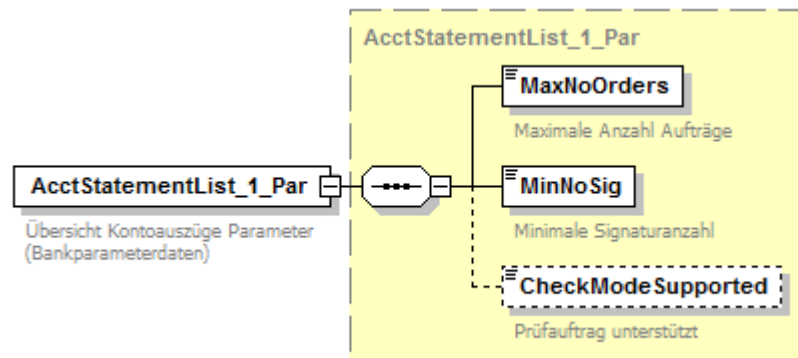 AcctStatementList_1_Par
MaxNoOrders
Maximale Anzahl Aufträge
AcctStatementList_1_Par
Übersicht Kontoauszüge Parameter
(Bankparameterdaten)
MinNoSig
Minimale Signaturanzahl
CheckModeSupported
Prüfauftrag unterstützt